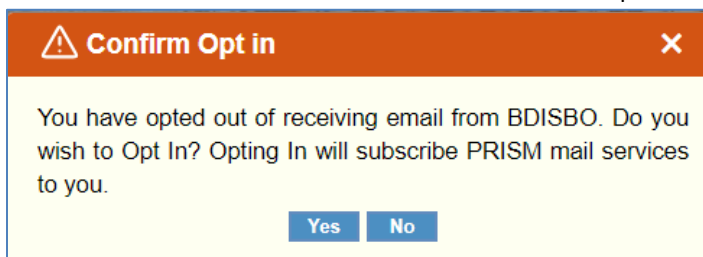 Confirm Opt in
You have opted out of receiving email from BDISBO. Do you
wish to Opt In? Opting In will subscribe PRISM mail services
to you.
Yes No